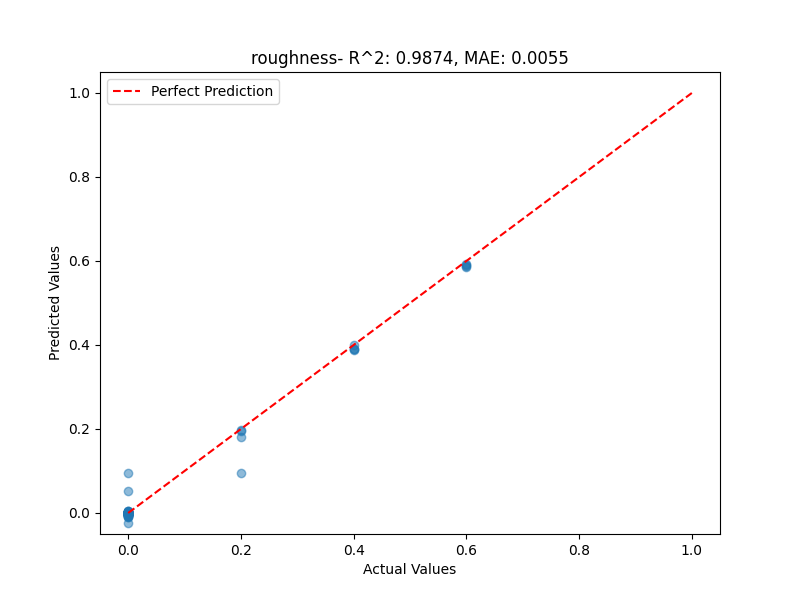 roughness- R^2: 0.9874, MAE: 0.0055
Perfect Prediction
1.0
0.8
0.6
0.4
0.2
0.0
Predicted Values
0.0 0.2 0.4 0.6 0.8 1.0
Actual Values